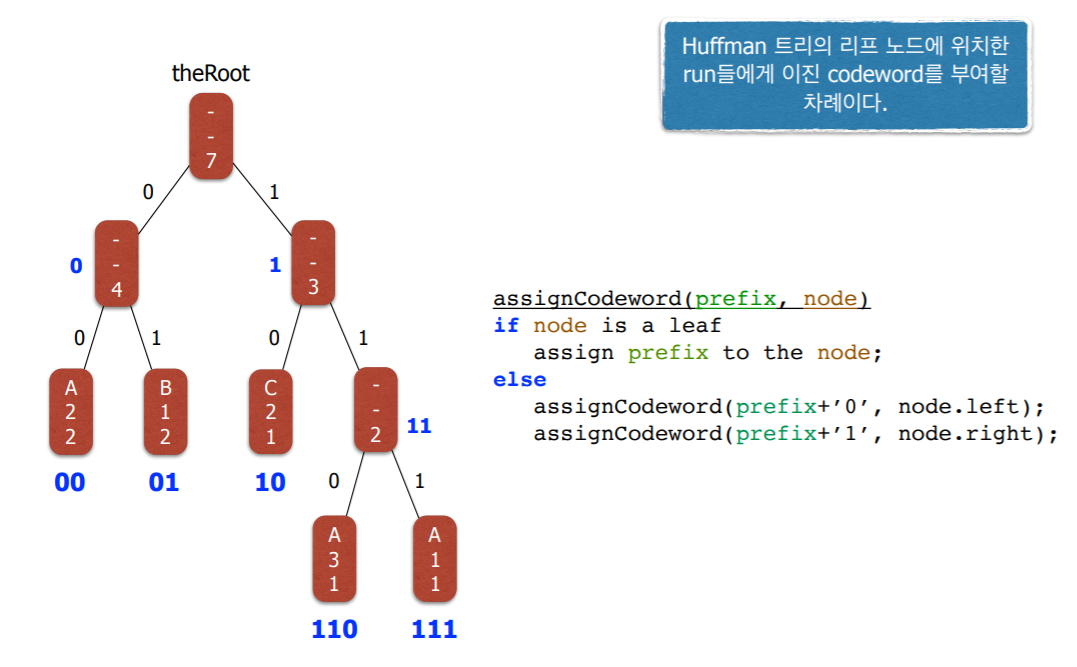 Huffman 트리의 리프 노드에 위치한
run들에게 이진 codeword를 부여할
차례이다.
theRoot
-
-
7
0
1
0
-
-
4
1
-
-
3
0
1
0
1
A
2
2
B
1
2
C
2
1
-
-
2
11
00
01
10
0
1
A
3
1
A
1
1
110
111
assignCodeword(prefix, node)
if node is a leaf
assign prefix to the node;
else
assignCodeword(prefix+'0', node.left);
assignCodeword(prefix+'1', node.right);